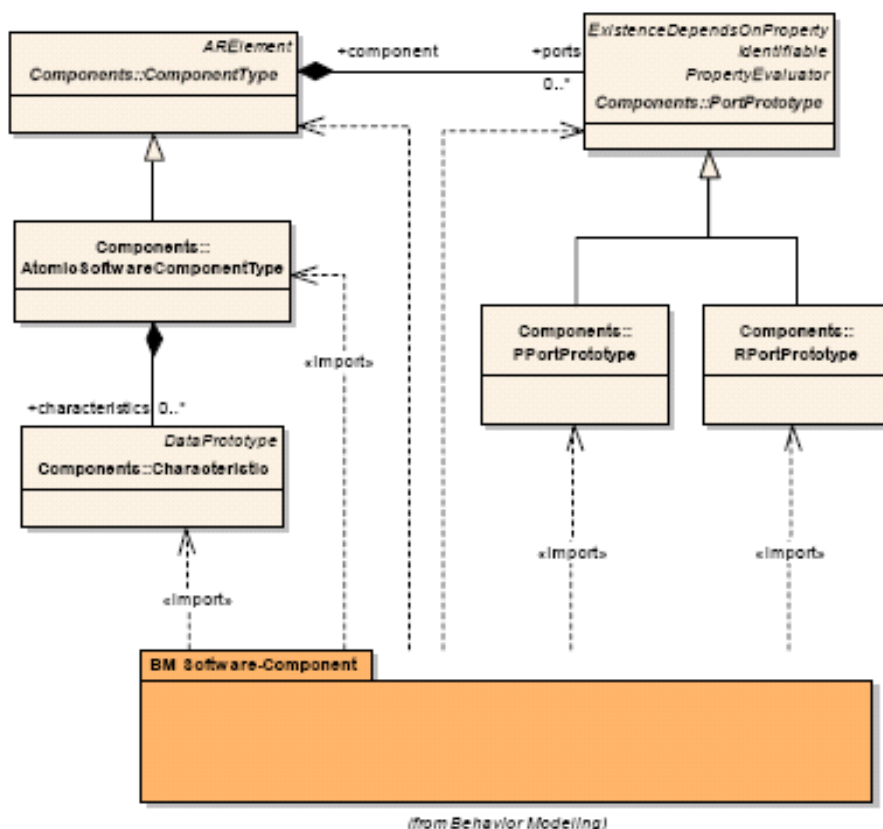 ARElement
Components::ComponentType
+component
+ports
0..*
ExistenceDependsOnProperty
Identifiable
PropertyEvaluator
Components::PortPrototype
Components::
AtomicSoftwareComponentType
Components::
PPortPrototype
Components::
RPortPrototype
«import»
+characteristics 0..*
DataPrototype
Components::Characteristic
«import»
«import»
«import»
BM Software-Component
(from Behavior Modeling)